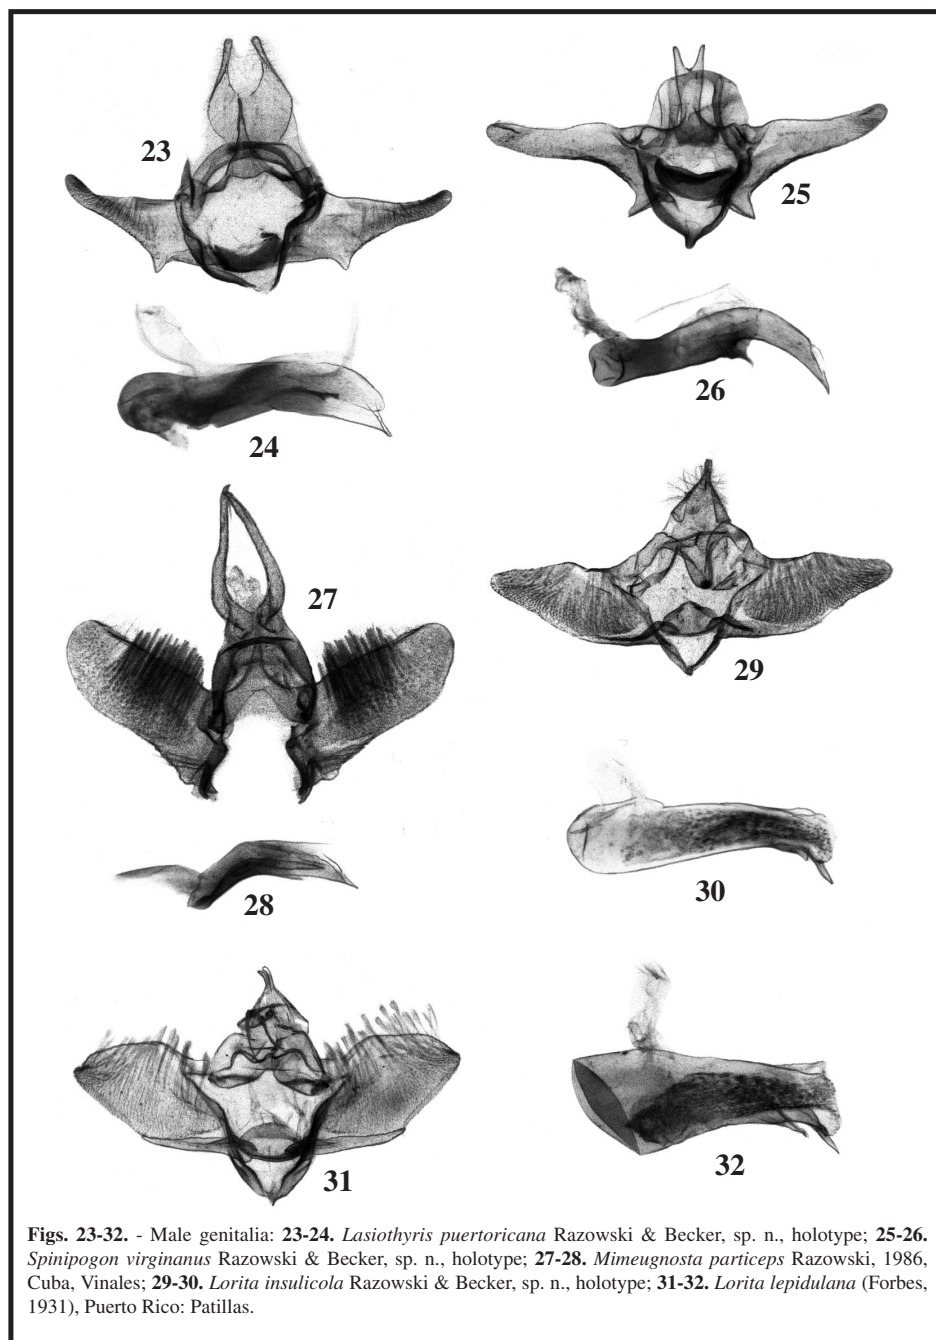 23
25
26
24
27
29
30
28
31
32
Figs. 23-32. - Male genitalia: 23-24. Lasiothyris puertoricana Razowski & Becker, sp. n., holotype; 25-26.
Spinipogon virginanus Razowski & Becker, sp. n., holotype; 27-28. Mimeugnosta particeps Razowski, 1986,
Cuba, Vinales; 29-30. Lorita insulicola Razowski & Becker, sp. n., holotype; 31-32. Lorita lepidulana (Forbes,
1931), Puerto Rico: Patillas.